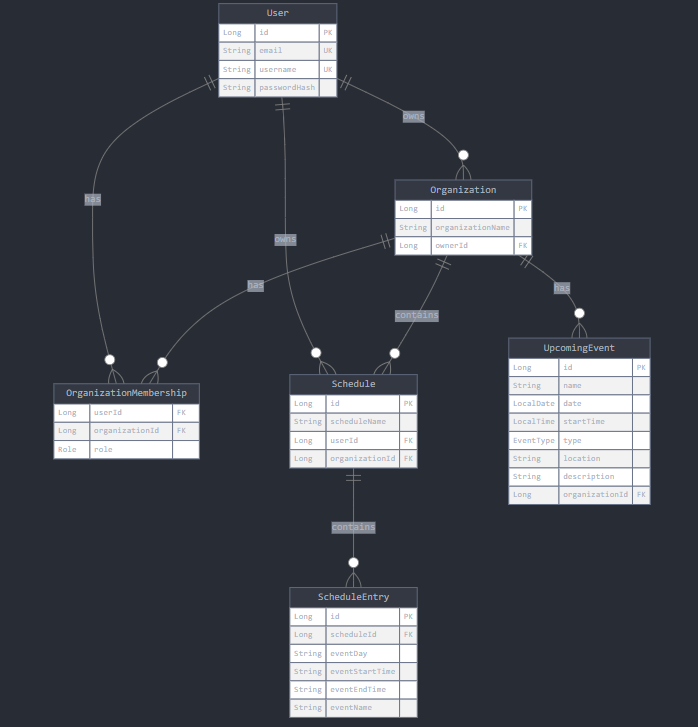 User
Long id PK
String email UK
String username UK
String passwordHash
owns
has
Organization
Long id PK
String organizationName
Long ownerId FK
owns
has
has
contains
UpcomingEvent
Long id PK
String name
LocalDate date
LocalTime startTime
EventType type
String location
String description
Long organizationId FK
OrganizationMembership
Long userId FK
Long organizationId FK
Role role
Schedule
Long id PK
String scheduleName
Long userId FK
Long organizationId FK
contains
ScheduleEntry
Long id PK
Long scheduleId FK
String eventDay
String eventStartTime
String eventEndTime
String eventName